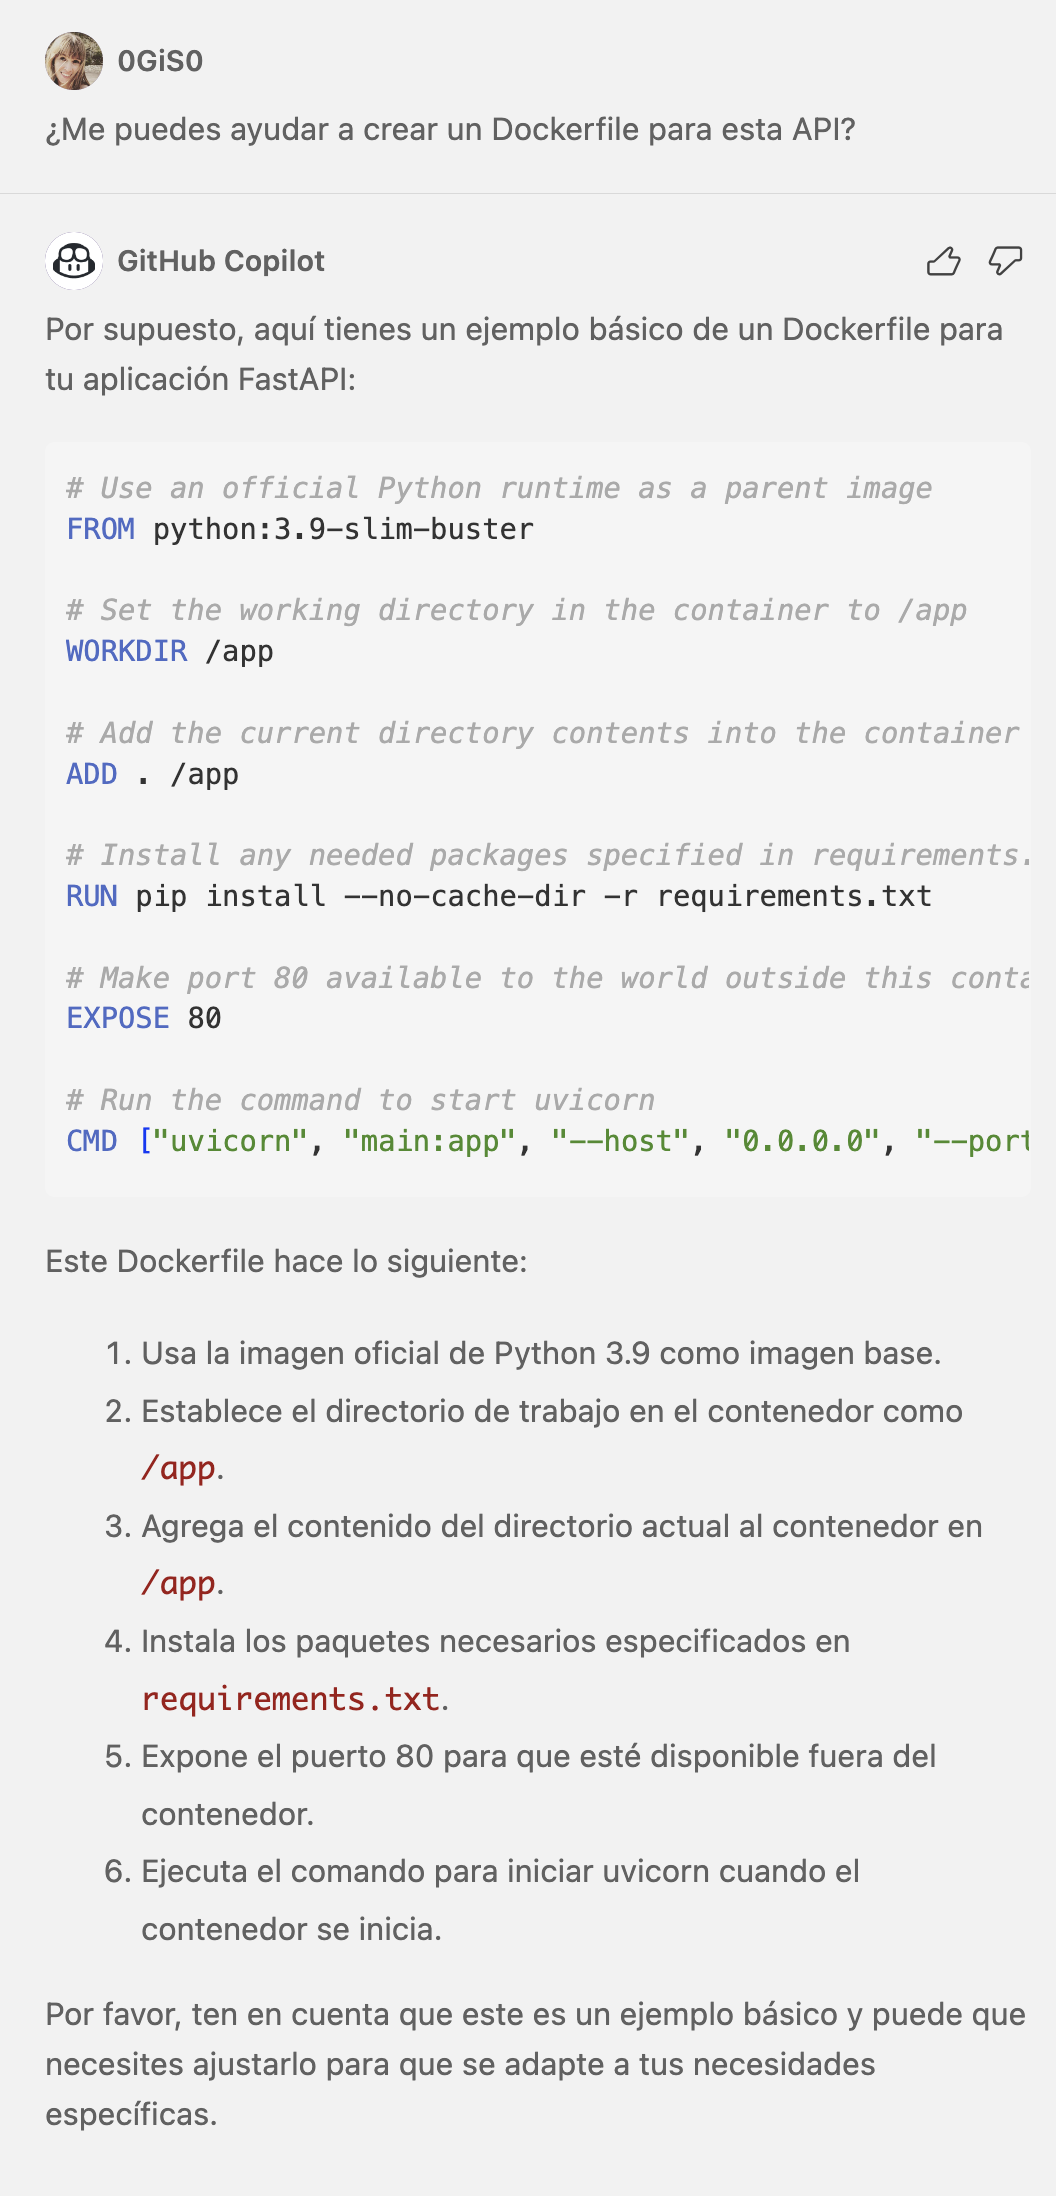 0GiS0
¿Me puedes ayudar a crear un Dockerfile para esta API?
GitHub Copilot
Por supuesto, aquí tienes un ejemplo básico de un Dockerfile para
tu aplicación FastAPI:
# Use an official Python runtime as a parent image
FROM python:3.9-slim-buster
# Set the working directory in the container to /app
WORKDIR /app
# Add the current directory contents into the container
ADD . /app
# Install any needed packages specified in requirements.
RUN pip install --no-cache-dir -r requirements.txt
# Make port 80 available to the world outside this conta
EXPOSE 80
# Run the command to start uvicorn
CMD ["uvicorn", "main:app", "--host", "0.0.0.0", "--port
Este Dockerfile hace lo siguiente:
1. Usa la imagen oficial de Python 3.9 como imagen base.
2. Establece el directorio de trabajo en el contenedor como
/app.
3. Agrega el contenido del directorio actual al contenedor en
/app.
4. Instala los paquetes necesarios especificados en
requirements.txt.
5. Expone el puerto 80 para que esté disponible fuera del
contenedor.
6. Ejecuta el comando para iniciar uvicorn cuando el
contenedor se inicia.
Por favor, ten en cuenta que este es un ejemplo básico y puede que
necesites ajustarlo para que se adapte a tus necesidades
específicas.